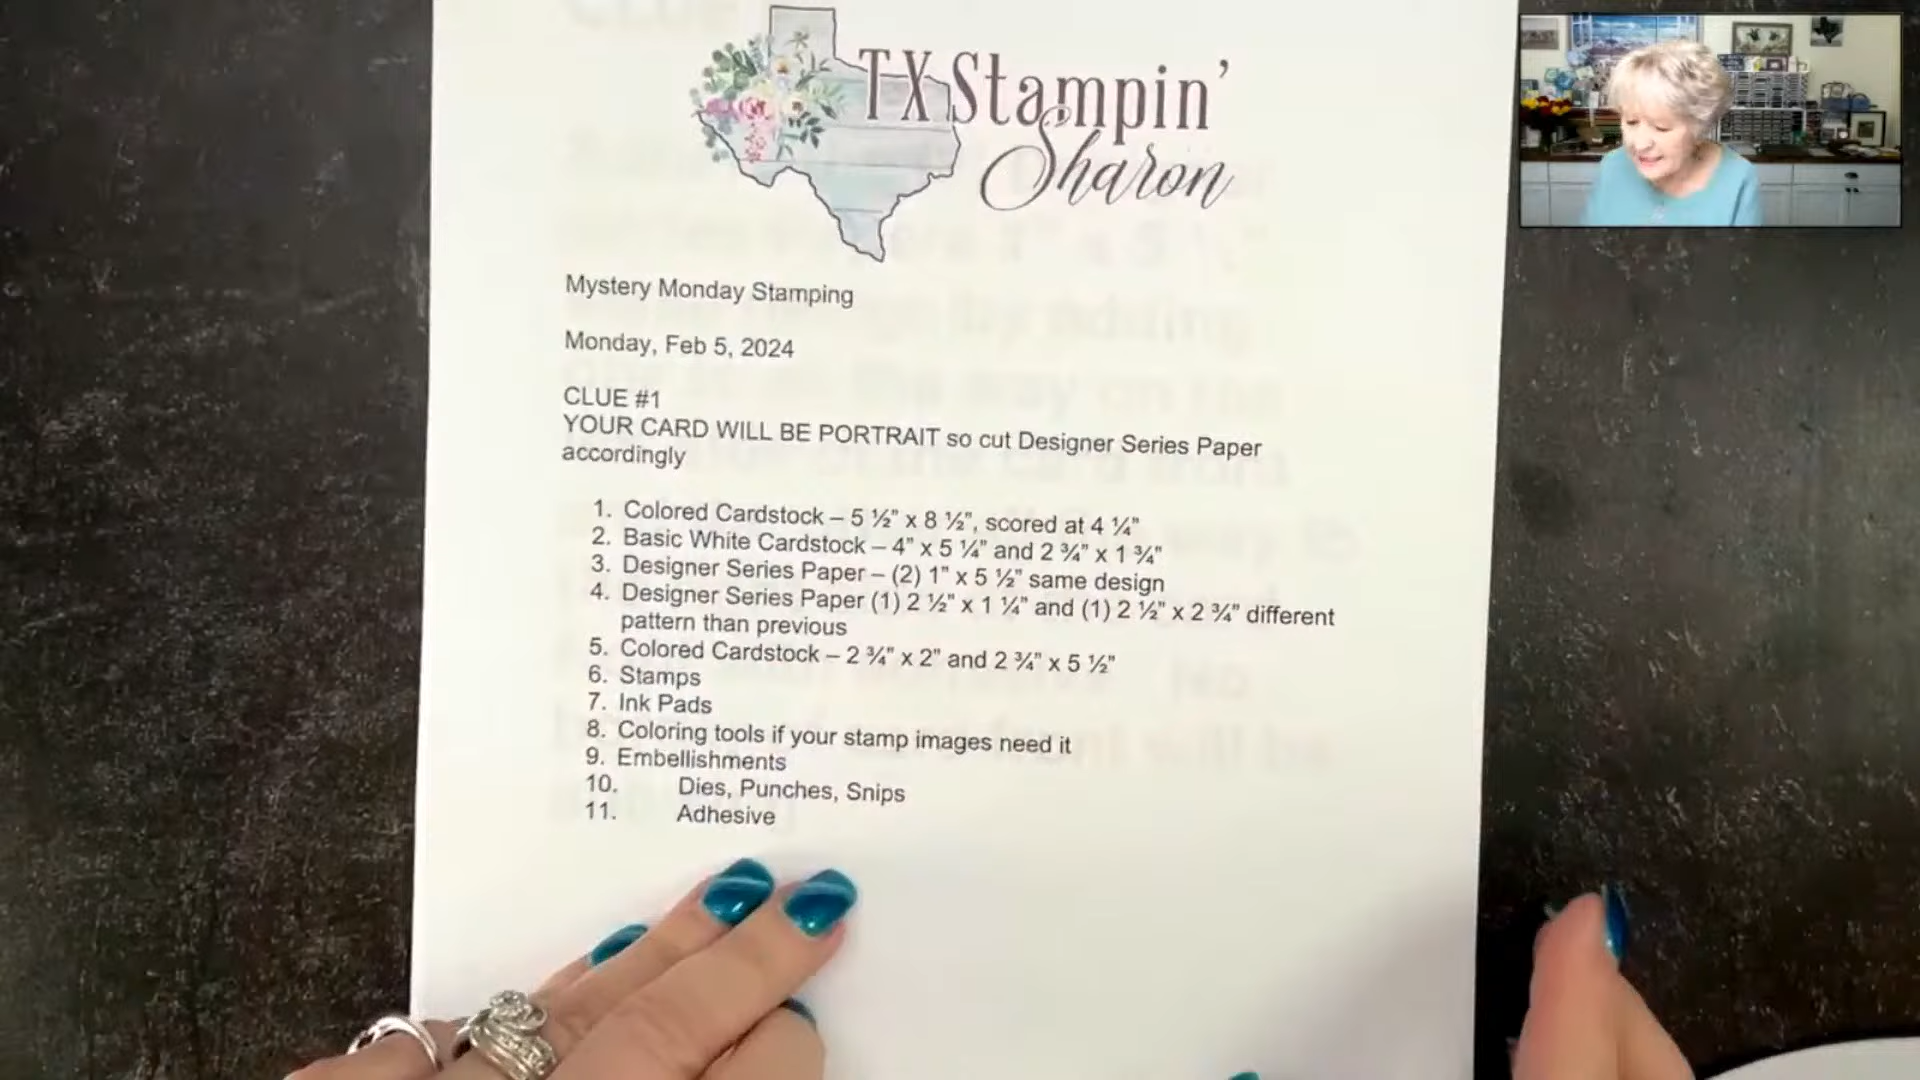 TX Stampin'
Sharon
Mystery Monday Stamping
Monday, Feb 5, 2024
CLUE #1
YOUR CARD WILL BE PORTRAIT so cut Designer Series Paper
accordingly
1. Colored Cardstock – 5 ½" x 8 ½", scored at 4 ¼"
2. Basic White Cardstock – 4" x 5 ¼" and 2 ¾" x 1 ¾"
3. Designer Series Paper – (2) 1" x 5 ½" same design
4. Designer Series Paper (1) 2 ½" x 1 ¼" and (1) 2 ½" x 2 ¾" different
pattern than previous
5. Colored Cardstock – 2 ¾" x 2" and 2 ¾" x 5 ½"
6. Stamps
7. Ink Pads
8. Coloring tools if your stamp images need it
9. Embellishments
10. Dies, Punches, Snips
11. Adhesive